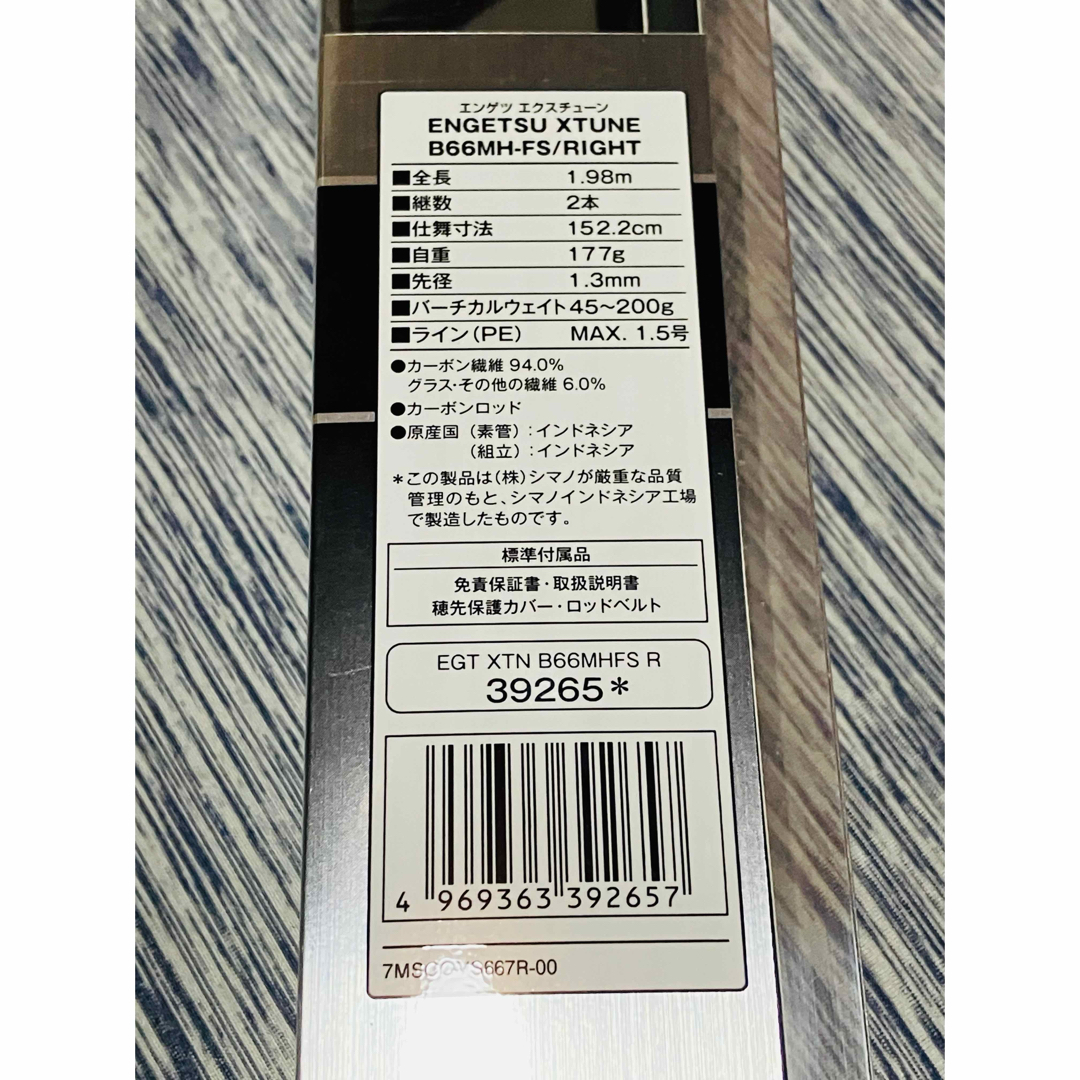 エンゲツ エクスチューン
ENGETSU XTUNE
B66MH-FS/RIGHT
■全長 1.98m
■継数 2本
■仕舞寸法 152.2cm
■自重 177g
■先径 1.3mm
■バーチカルウェイト 45~200g
■ライン(PE) MAX. 1.5号
●カーボン繊維 94.0%
グラス・その他の繊維 6.0%
●カーボンロッド
●原産国(素管):インドネシア
(組立):インドネシア
*この製品は(株)シマノが厳重な品質
管理のもと、シマノインドネシア工場
で製造したものです。
標準付属品
免責保証書・取扱説明書
穂先保護カバー・ロッドベルト
EGT XTN B66MHFS R
39265*
4 969363 392657